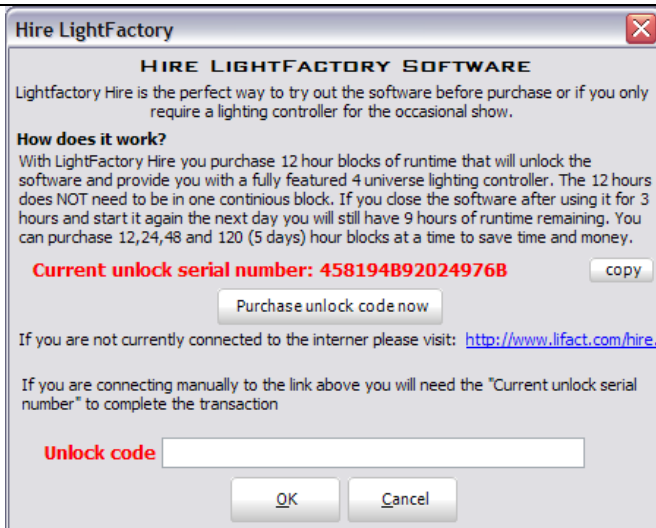 Hire LightFactory
HIRE LIGHTFACTORY SOFTWARE
Lightfactory Hire is the perfect way to try out the software before purchase or if you only
require a lighting controller for the occasional show.
How does it work?
With LightFactory Hire you purchase 12 hour blocks of runtime that will unlock the
software and provide you with a fully featured 4 universe lighting controller. The 12 hours
does NOT need to be in one continious block. If you close the software after using it for 3
hours and start it again the next day you will still have 9 hours of runtime remaining. You
can purchase 12,24,48 and 120 (5 days) hour blocks at a time to save time and money.
Current unlock serial number: 458194B92024976B copy
Purchase unlock code now
If you are not currently connected to the interner please visit: http://www.lifact.com/hire.
If you are connecting manually to the link above you will need the "Current unlock serial
number" to complete the transaction
Unlock code
OK Cancel